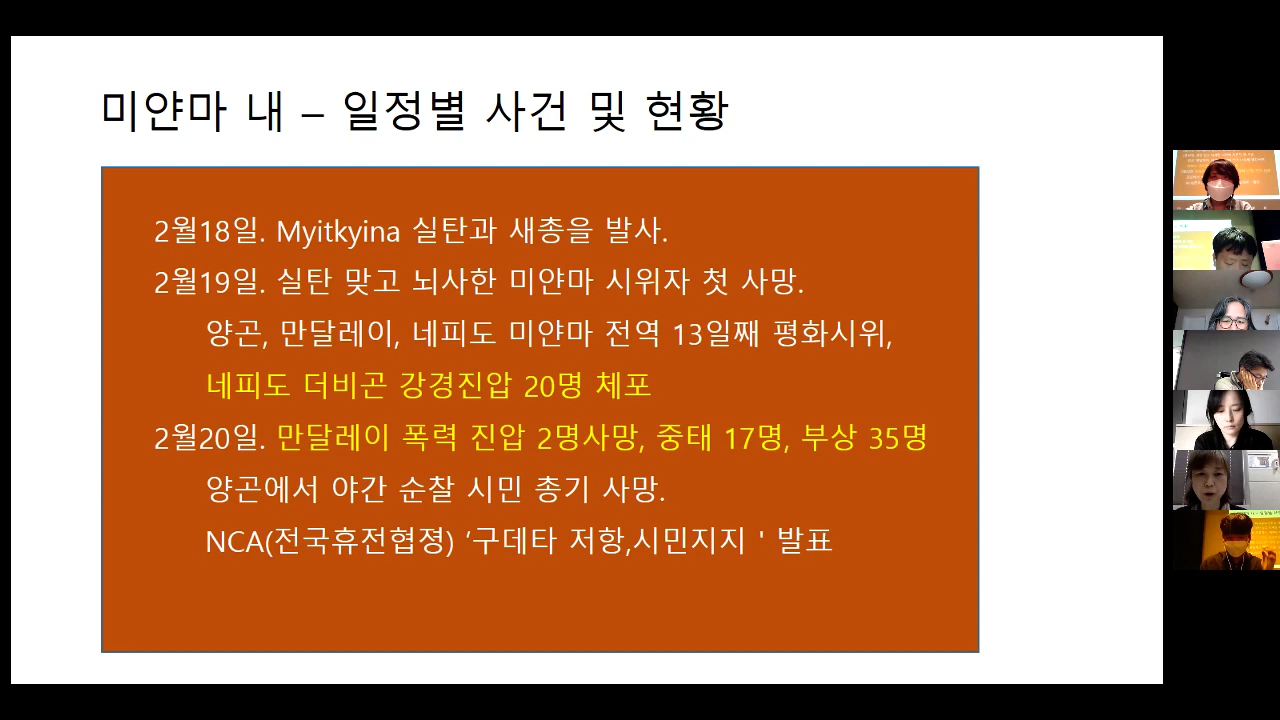 미얀마 내 – 일정별 사건 및 현황
2월18일. Myitkyina 실탄과 새총을 발사.
2월19일. 실탄 맞고 뇌사한 미얀마 시위자 첫 사망.
양곤, 만달레이, 네피도 미얀마 전역 13일째 평화시위,
네피도 더비곤 강경진압 20명 체포
2월20일. 만달레이 폭력 진압 2명사망, 중태 17명, 부상 35명
양곤에서 야간 순찰 시민 총기 사망.
NCA(전국휴전협졍) ’구데타 저항,시민지지 ' 발표